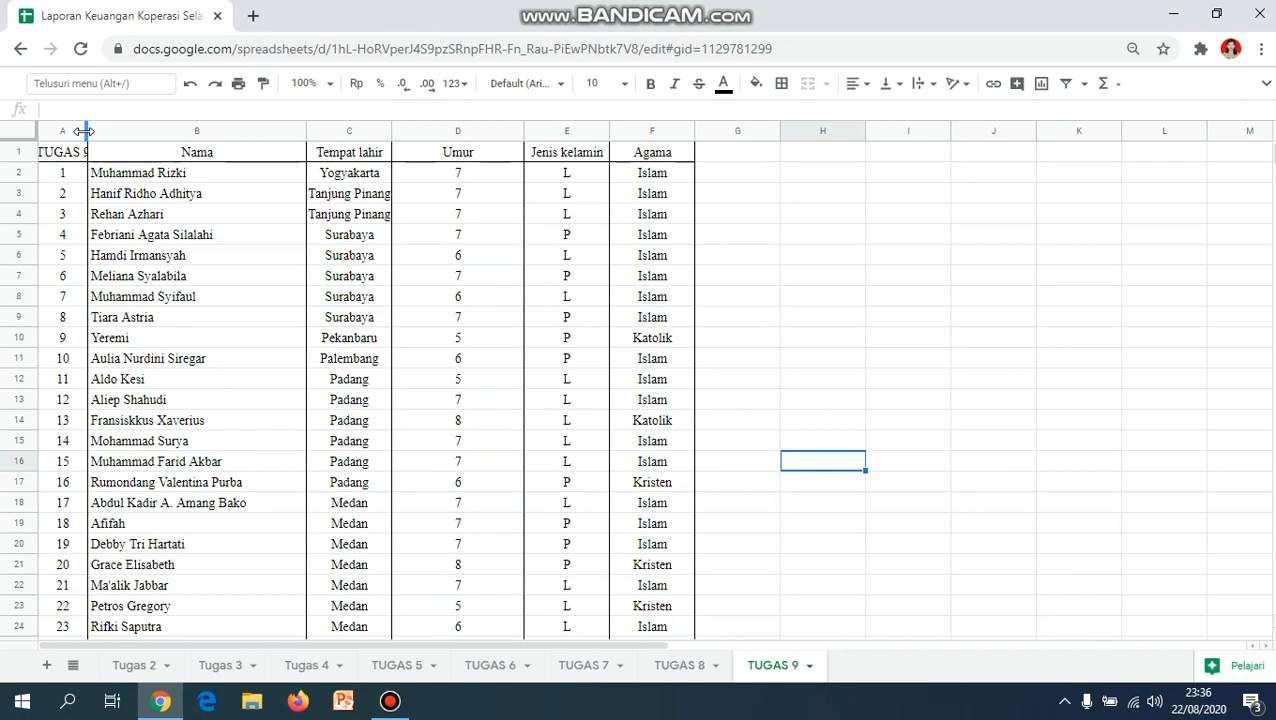 www.BANDICAM.com
Laporan Keuangan Koperasi Sela
docs.google.com/spreadsheets/d/1hL-HoRVperJ4S9pzSRnpFHR-Fn_Rau-PiEwPNbtk7V8/edit#gid=1129781299
Telusuri menu (Alt+/) 100% Rp % .0 .00 123 Default (Ari... 10 B I S A Σ
fx
A B C D E F G H I J K L M
1 TUGAS 9 Nama Tempat lahir Umur Jenis kelamin Agama
2 1 Muhammad Rizki Yogyakarta 7 L Islam
3 2 Hanif Ridho Adhitya Tanjung Pinang 7 L Islam
4 3 Rehan Azhari Tanjung Pinang 7 L Islam
5 4 Febriani Agata Silalahi Surabaya 7 P Islam
6 5 Hamdi Irmansyah Surabaya 6 L Islam
7 6 Meliana Syalabila Surabaya 7 P Islam
8 7 Muhammad Syifaul Surabaya 6 L Islam
9 8 Tiara Astria Surabaya 7 P Islam
10 9 Yeremi Pekanbaru 5 P Katolik
11 10 Aulia Nurdini Siregar Palembang 6 P Islam
12 11 Aldo Kesi Padang 5 L Islam
13 12 Aliep Shahudi Padang 7 L Islam
14 13 Fransiskkus Xaverius Padang 8 L Katolik
15 14 Mohammad Surya Padang 7 L Islam
16 15 Muhammad Farid Akbar Padang 7 L Islam
17 16 Rumondang Valentina Purba Padang 6 P Kristen
18 17 Abdul Kadir A. Amang Bako Medan 7 L Islam
19 18 Afifah Medan 7 P Islam
20 19 Debby Tri Hartati Medan 7 P Islam
21 20 Grace Elisabeth Medan 8 P Kristen
22 21 Ma'alik Jabbar Medan 7 L Islam
23 22 Petros Gregory Medan 5 L Kristen
24 23 Rifki Saputra Medan 6 L Islam
Tugas 2 Tugas 3 Tugas 4 TUGAS 5 TUGAS 6 TUGAS 7 TUGAS 8 TUGAS 9 Pelajari
23:36
22/08/2020
3